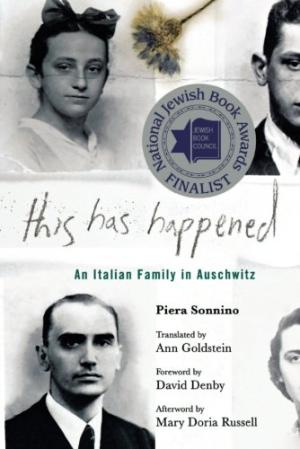 National Jewish Book Awards
JEWISH
BOOK
COUNCIL
FINALIST
this has happened
An Italian Family in Auschwitz
Piera Sonnino
Translated by
Ann Goldstein
Foreword by
David Denby
Afterword by
Mary Doria Russell